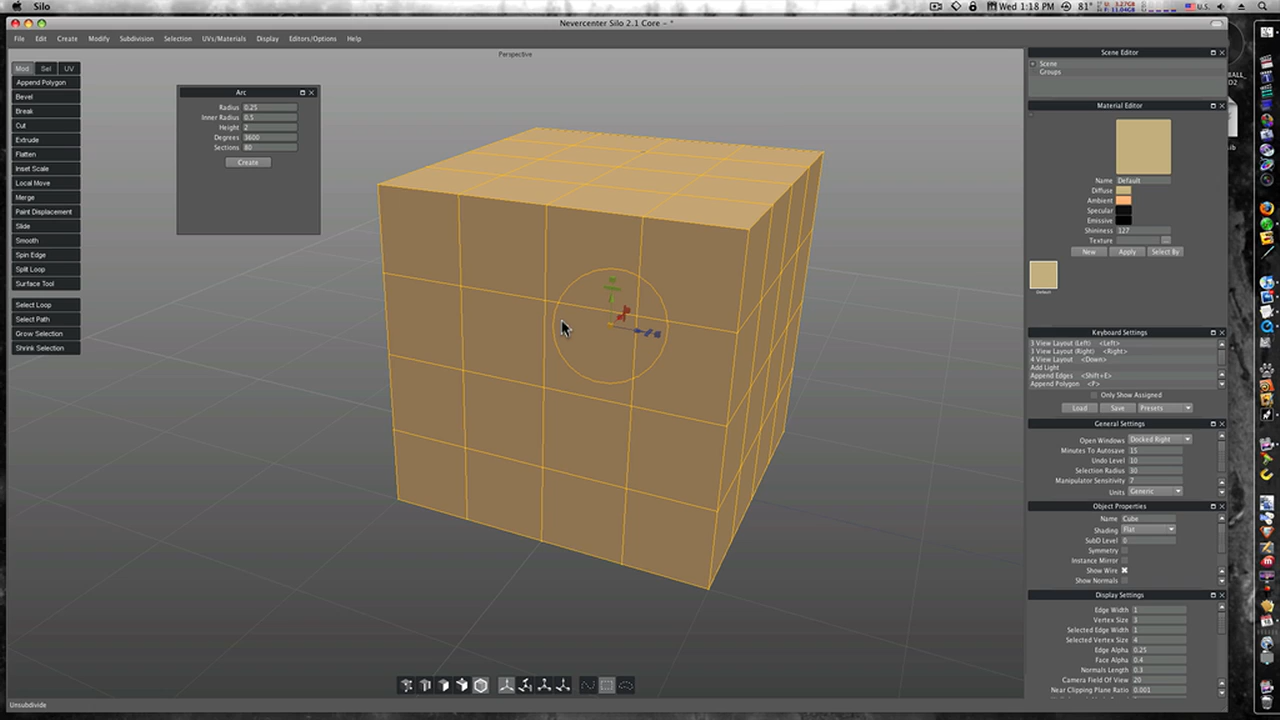 Silo
Wed 1:18 PM
81°
U.S.
Nevercenter Silo 2.1 Core - *
File Edit Create Modify Subdivision Selection UVs/Materials Display Editors/Options Help
Perspective
Mod Sel UV
Append Polygon
Bevel
Break
Cut
Extrude
Flatten
Inset Scale
Local Move
Merge
Paint Displacement
Slide
Smooth
Spin Edge
Split Loop
Surface Tool
Select Loop
Select Path
Grow Selection
Shrink Selection
Arc
Radius 0.25
Inner Radius 0.5
Height 2
Degrees 3600
Sections 80
Create
Scene Editor
Scene
Groups
Material Editor
Name Default
Diffuse
Ambient
Specular
Emissive
Shininess 127
Texture ...
New Apply Select By
Default
Keyboard Settings
3 View Layout (Left) <Left>
3 View Layout (Right) <Right>
4 View Layout <Down>
Add Light
Append Edges <Shift+E>
Append Polygon <P>
Only Show Assigned
Load Save Presets
General Settings
Open Windows Docked Right
Minutes To Autosave 15
Undo Level 10
Selection Radius 30
Manipulator Sensitivity 7
Units Generic
Object Properties
Name Cube
Shading Flat
SubD Level 0
Symmetry
Instance Mirror
Show Wire
Show Normals
Display Settings
Edge Width 1
Vertex Size 3
Selected Edge Width 1
Selected Vertex Size 4
Edge Alpha 0.25
Face Alpha 0.4
Normals Length 0.3
Camera Field Of View 20
Near Clipping Plane Ratio 0.001
Unsubdivide